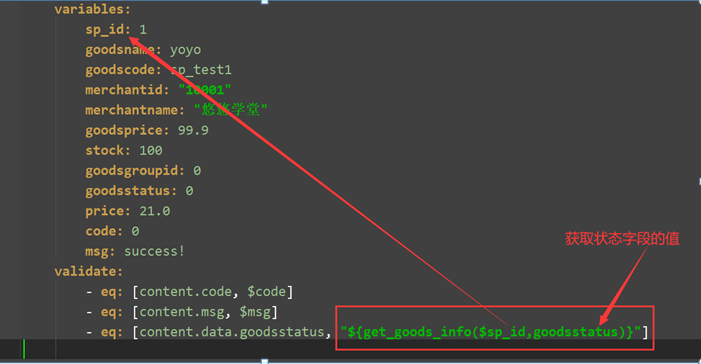 variables:
sp_id: 1
goodsname: yoyo
goodscode: sp_test1
merchantid: "10001"
merchantname: "悠悠学堂"
goodsprice: 99.9
stock: 100
goodsgroupid: 0
goodsstatus: 0
price: 21.0
code: 0
msg: success!
获取状态字段的值
validate:
- eq: [content.code, $code]
- eq: [content.msg, $msg]
- eq: [content.data.goodsstatus, "${get_goods_info($sp_id,goodsstatus)}"]